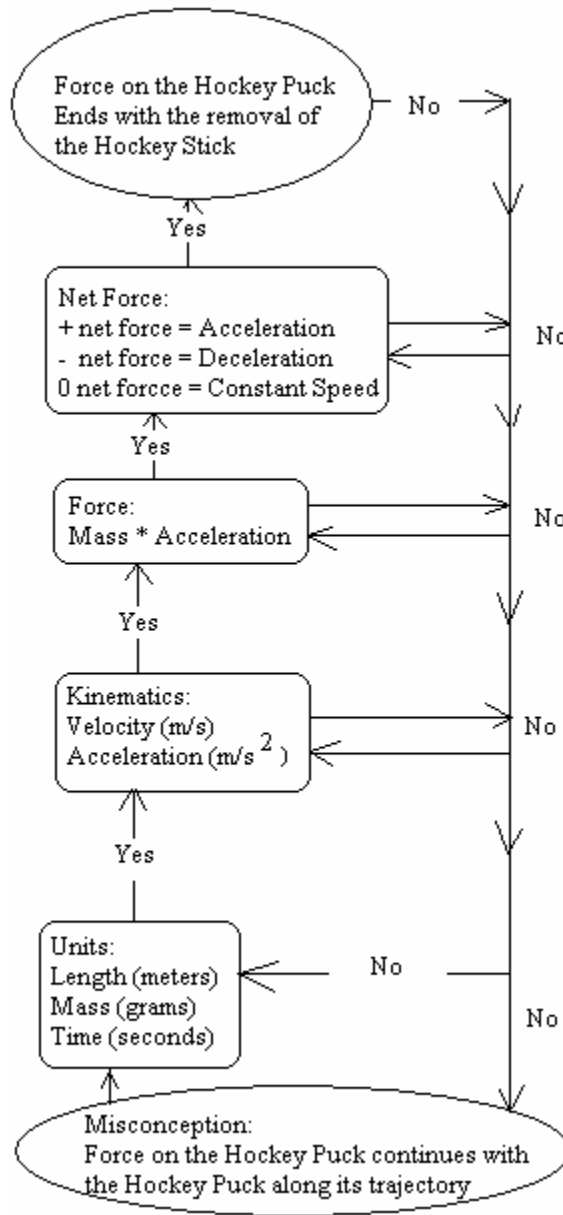 Force on the Hockey Puck
Ends with the removal of
the Hockey Stick
No
Yes
Net Force:
+ net force = Acceleration
- net force = Deceleration
0 net forcce = Constant Speed
No
Yes
Force:
Mass * Acceleration
No
Yes
Kinematics:
Velocity (m/s)
Acceleration (m/s 2 )
No
Yes
Units:
Length (meters)
Mass (grams)
Time (seconds)
No
No
Misconception:
Force on the Hockey Puck continues with
the Hockey Puck along its trajectory